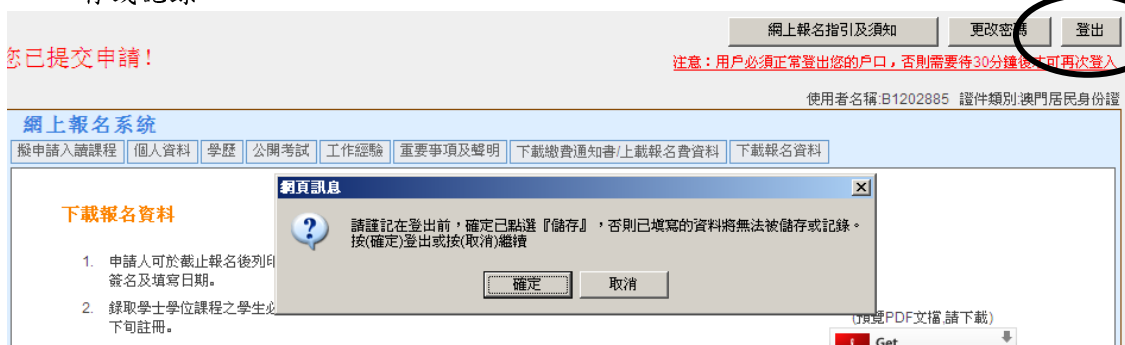 存或記錄
網上報名指引及須知 更改密碼 登出
您已提交申請！
注意：用戶必須正常登出您的戶口，否則需要待30分鐘後才可再次登入
使用者名稱:B1202885 證件類別:澳門居民身份證
網上報名系統
擬申請入讀課程 個人資料 學歷 公開考試 工作經驗 重要事項及聲明 下載繳費通知書/上載報名費資料 下載報名資料
網頁訊息
下載報名資料
請謹記在登出前，確定已點選『儲存』，否則已填寫的資料將無法被儲存或記錄。
按(確定)登出或按(取消)繼續
確定 取消
1. 申請人可於截止報名後列印
簽名及填寫日期。
2. 錄取學士學位課程之學生必
下旬註冊。
(預覽PDF文檔,請下載)
Get